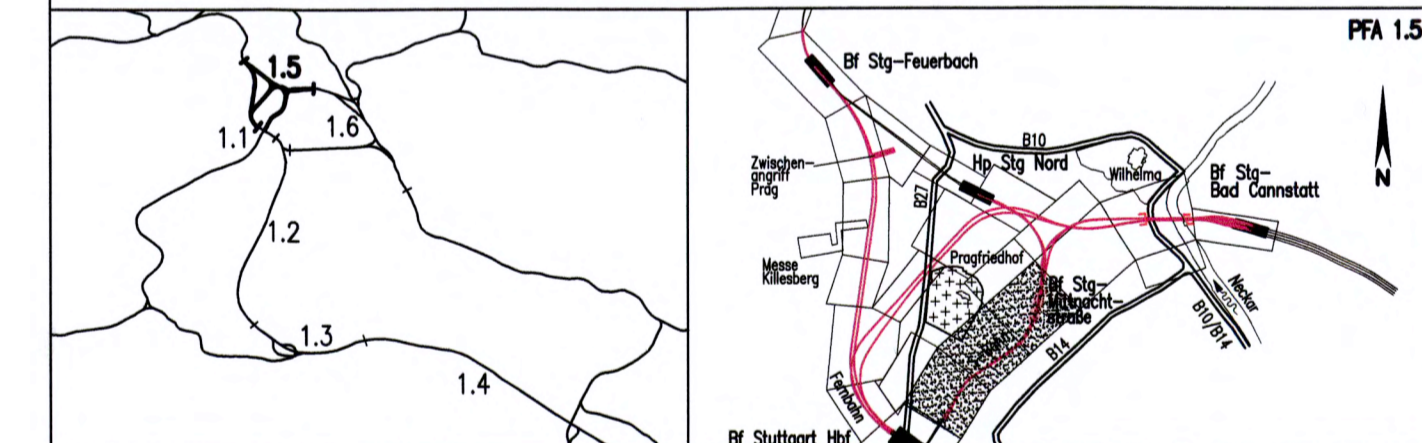 1.5
1.1
1.6
1.2
1.3
1.4
PFA 1.5
Bf Stg-Feuerbach
N
B10
Zwischen-
angriff
Prag
Hp Stg Nord
Wilhelma
Bf Stg-
Bad Cannstatt
B27
Messe
Killesberg
Pragfriedhof
Bf Stg-
Mittnacht-
straße
Neckar
B10/B14
B14
Fernbahn
Bf Stuttgart Hbf